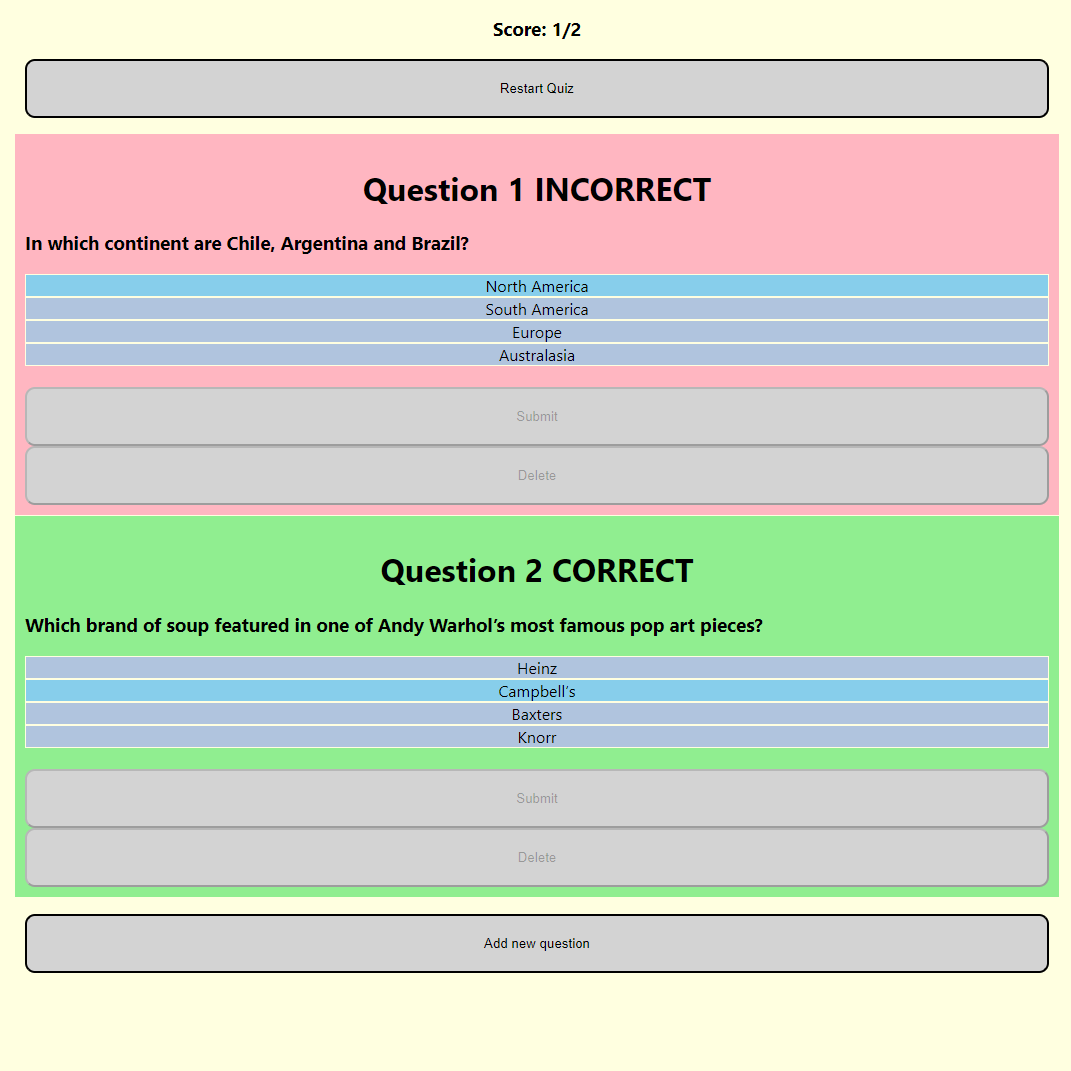 Score: 1/2
Restart Quiz
Question 1 INCORRECT
In which continent are Chile, Argentina and Brazil?
North America
South America
Europe
Australasia
Submit
Delete
Question 2 CORRECT
Which brand of soup featured in one of Andy Warhol’s most famous pop art pieces?
Heinz
Campbell’s
Baxters
Knorr
Submit
Delete
Add new question